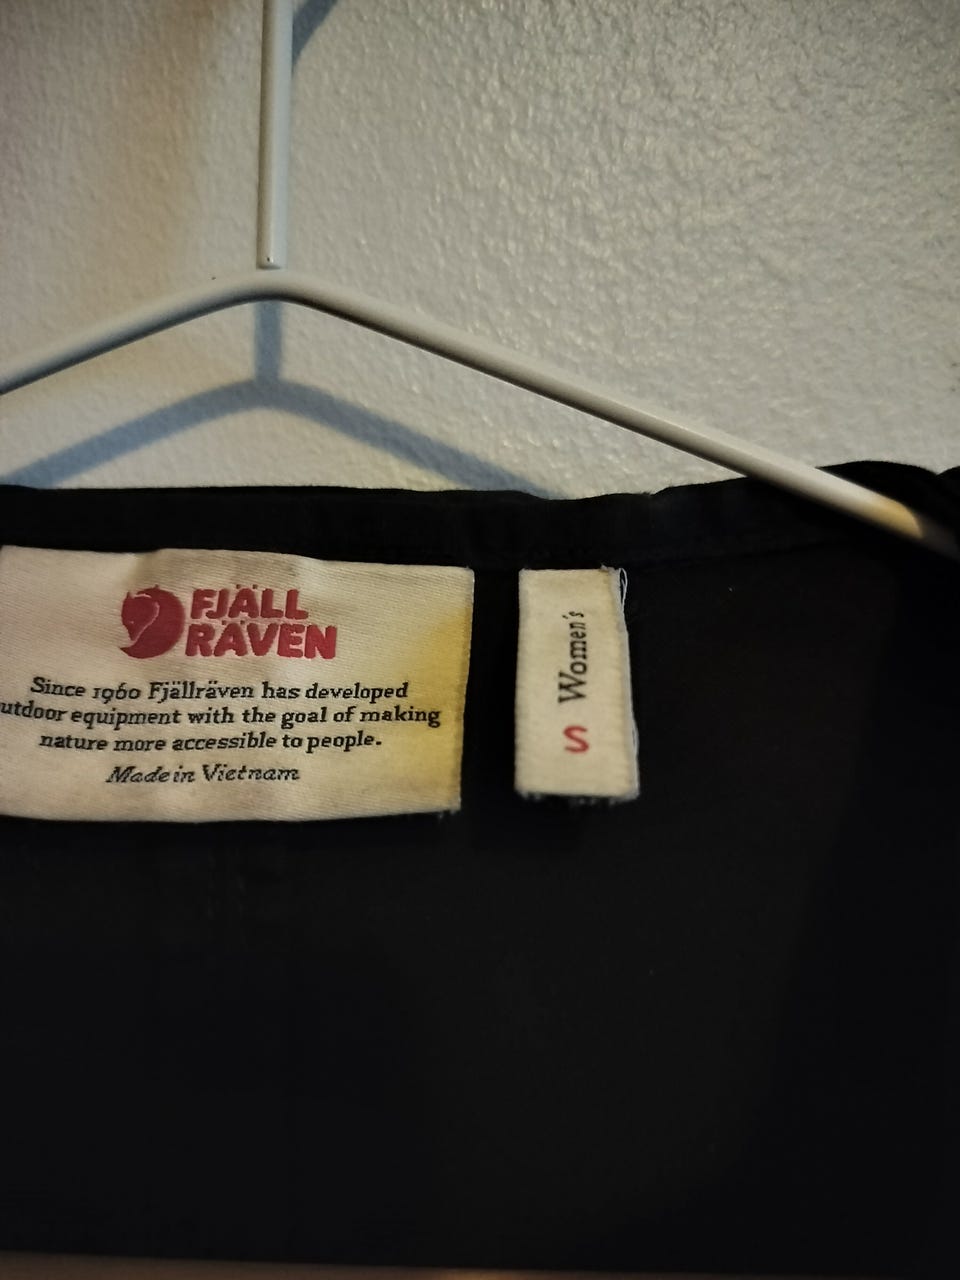 FJÄLL
RÄVEN
Since 1960 Fjällräven has developed
utdoor equipment with the goal of making
nature more accessible to people.
Made in Vietnam
Women's
S